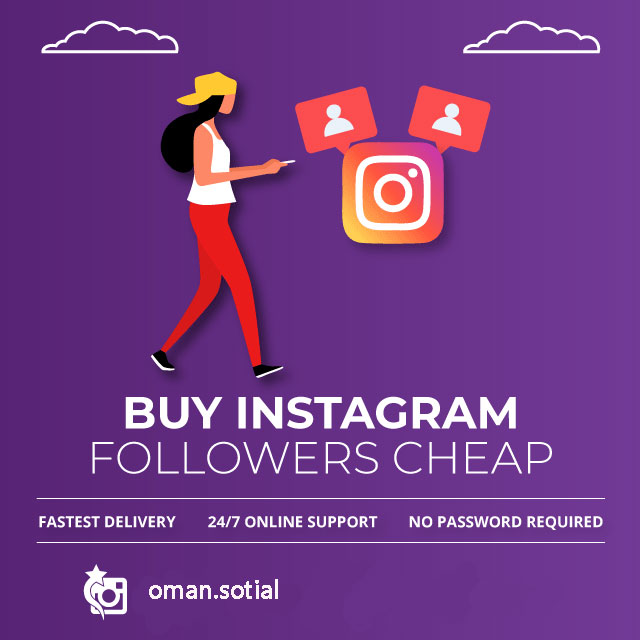 BUY INSTAGRAM
FOLLOWERS CHEAP
FASTEST DELIVERY 24/7 ONLINE SUPPORT NO PASSWORD REQUIRED
oman.sotial